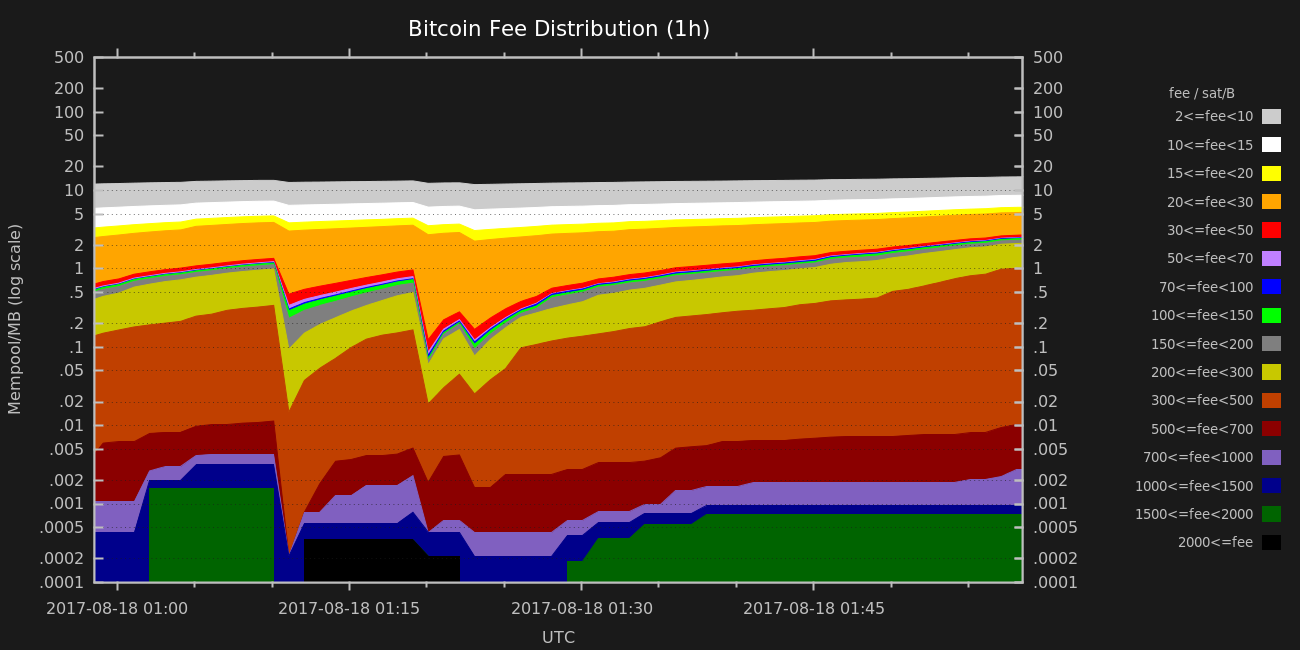 Bitcoin Fee Distribution (1h)
Mempool/MB (log scale)
500
200
100
50
20
10
5
2
1
.5
.2
.1
.05
.02
.01
.005
.002
.001
.0005
.0002
.0001
500
200
100
50
20
10
5
2
1
.5
.2
.1
.05
.02
.01
.005
.002
.001
.0005
.0002
.0001
2017-08-18 01:00
2017-08-18 01:15
2017-08-18 01:30
2017-08-18 01:45
UTC
fee / sat/B
2<=fee<10
10<=fee<15
15<=fee<20
20<=fee<30
30<=fee<50
50<=fee<70
70<=fee<100
100<=fee<150
150<=fee<200
200<=fee<300
300<=fee<500
500<=fee<700
700<=fee<1000
1000<=fee<1500
1500<=fee<2000
2000<=fee